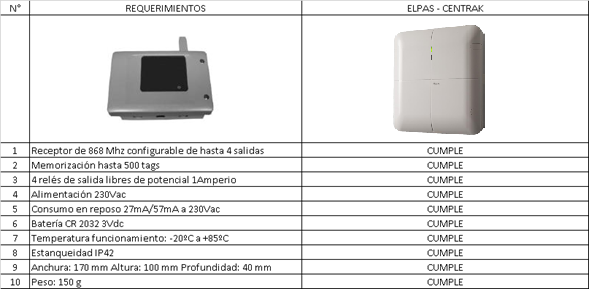 N° REQUERIMIENTOS ELPAS - CENTRAK
1 Receptor de 868 Mhz configurable de hasta 4 salidas CUMPLE
2 Memorización hasta 500 tags CUMPLE
3 4 relés de salida libres de potencial 1Amperio CUMPLE
4 Alimentación 230Vac CUMPLE
5 Consumo en reposo 27mA/57mA a 230Vac CUMPLE
6 Batería CR 2032 3Vdc CUMPLE
7 Temperatura funcionamiento: -20ºC a +85ºC CUMPLE
8 Estanqueidad IP42 CUMPLE
9 Anchura: 170 mm Altura: 100 mm Profundidad: 40 mm CUMPLE
10 Peso: 150 g CUMPLE